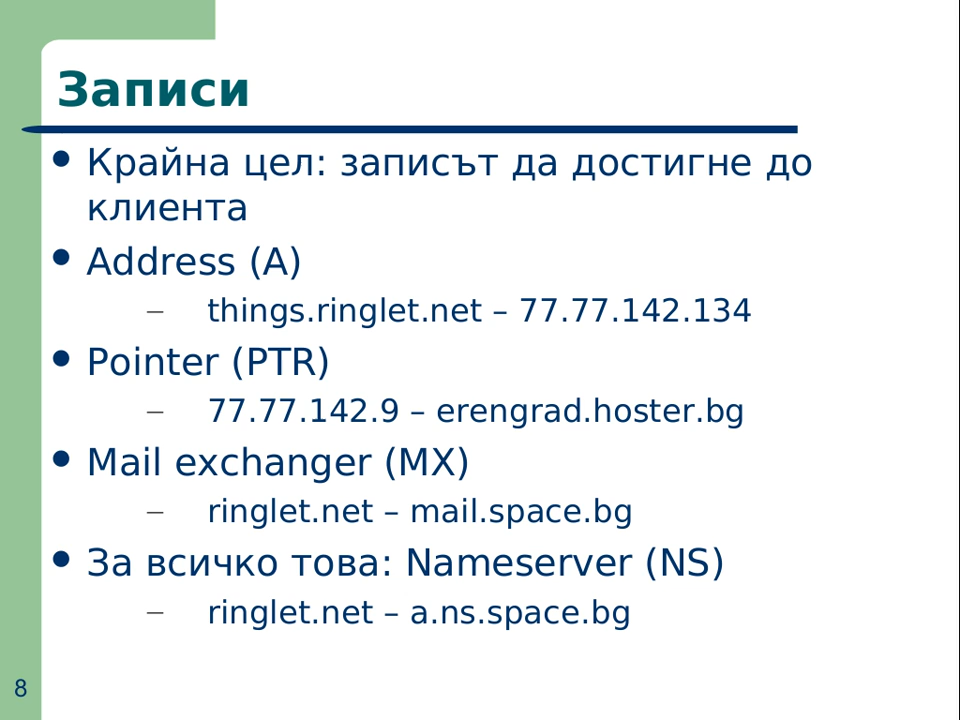 Записи
Крайна цел: записът да достигне до
клиента
Address (A)
– things.ringlet.net – 77.77.142.134
Pointer (PTR)
– 77.77.142.9 – erengrad.hoster.bg
Mail exchanger (MX)
– ringlet.net – mail.space.bg
За всичко това: Nameserver (NS)
– ringlet.net – a.ns.space.bg
8